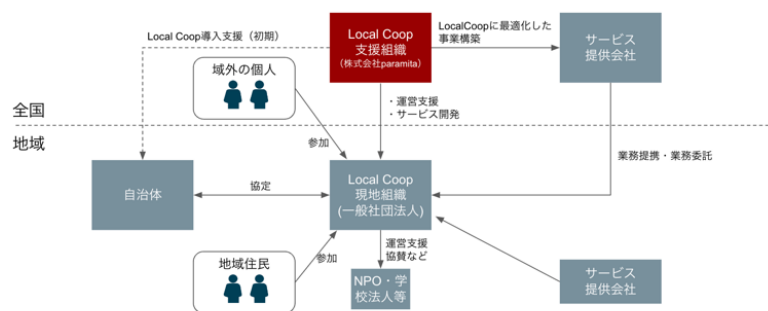 Local Coop導入支援（初期）
Local Coop
支援組織
（株式会社paramita）
LocalCoopに最適化した
事業構築
サービス
提供会社
域外の個人
・運営支援
・サービス開発
全国
地域
参加
業務提携・業務委託
自治体
協定
Local Coop
現地組織
(一般社団法人)
地域住民
参加
運営支援
協賛など
NPO・学
校法人等
サービス
提供会社